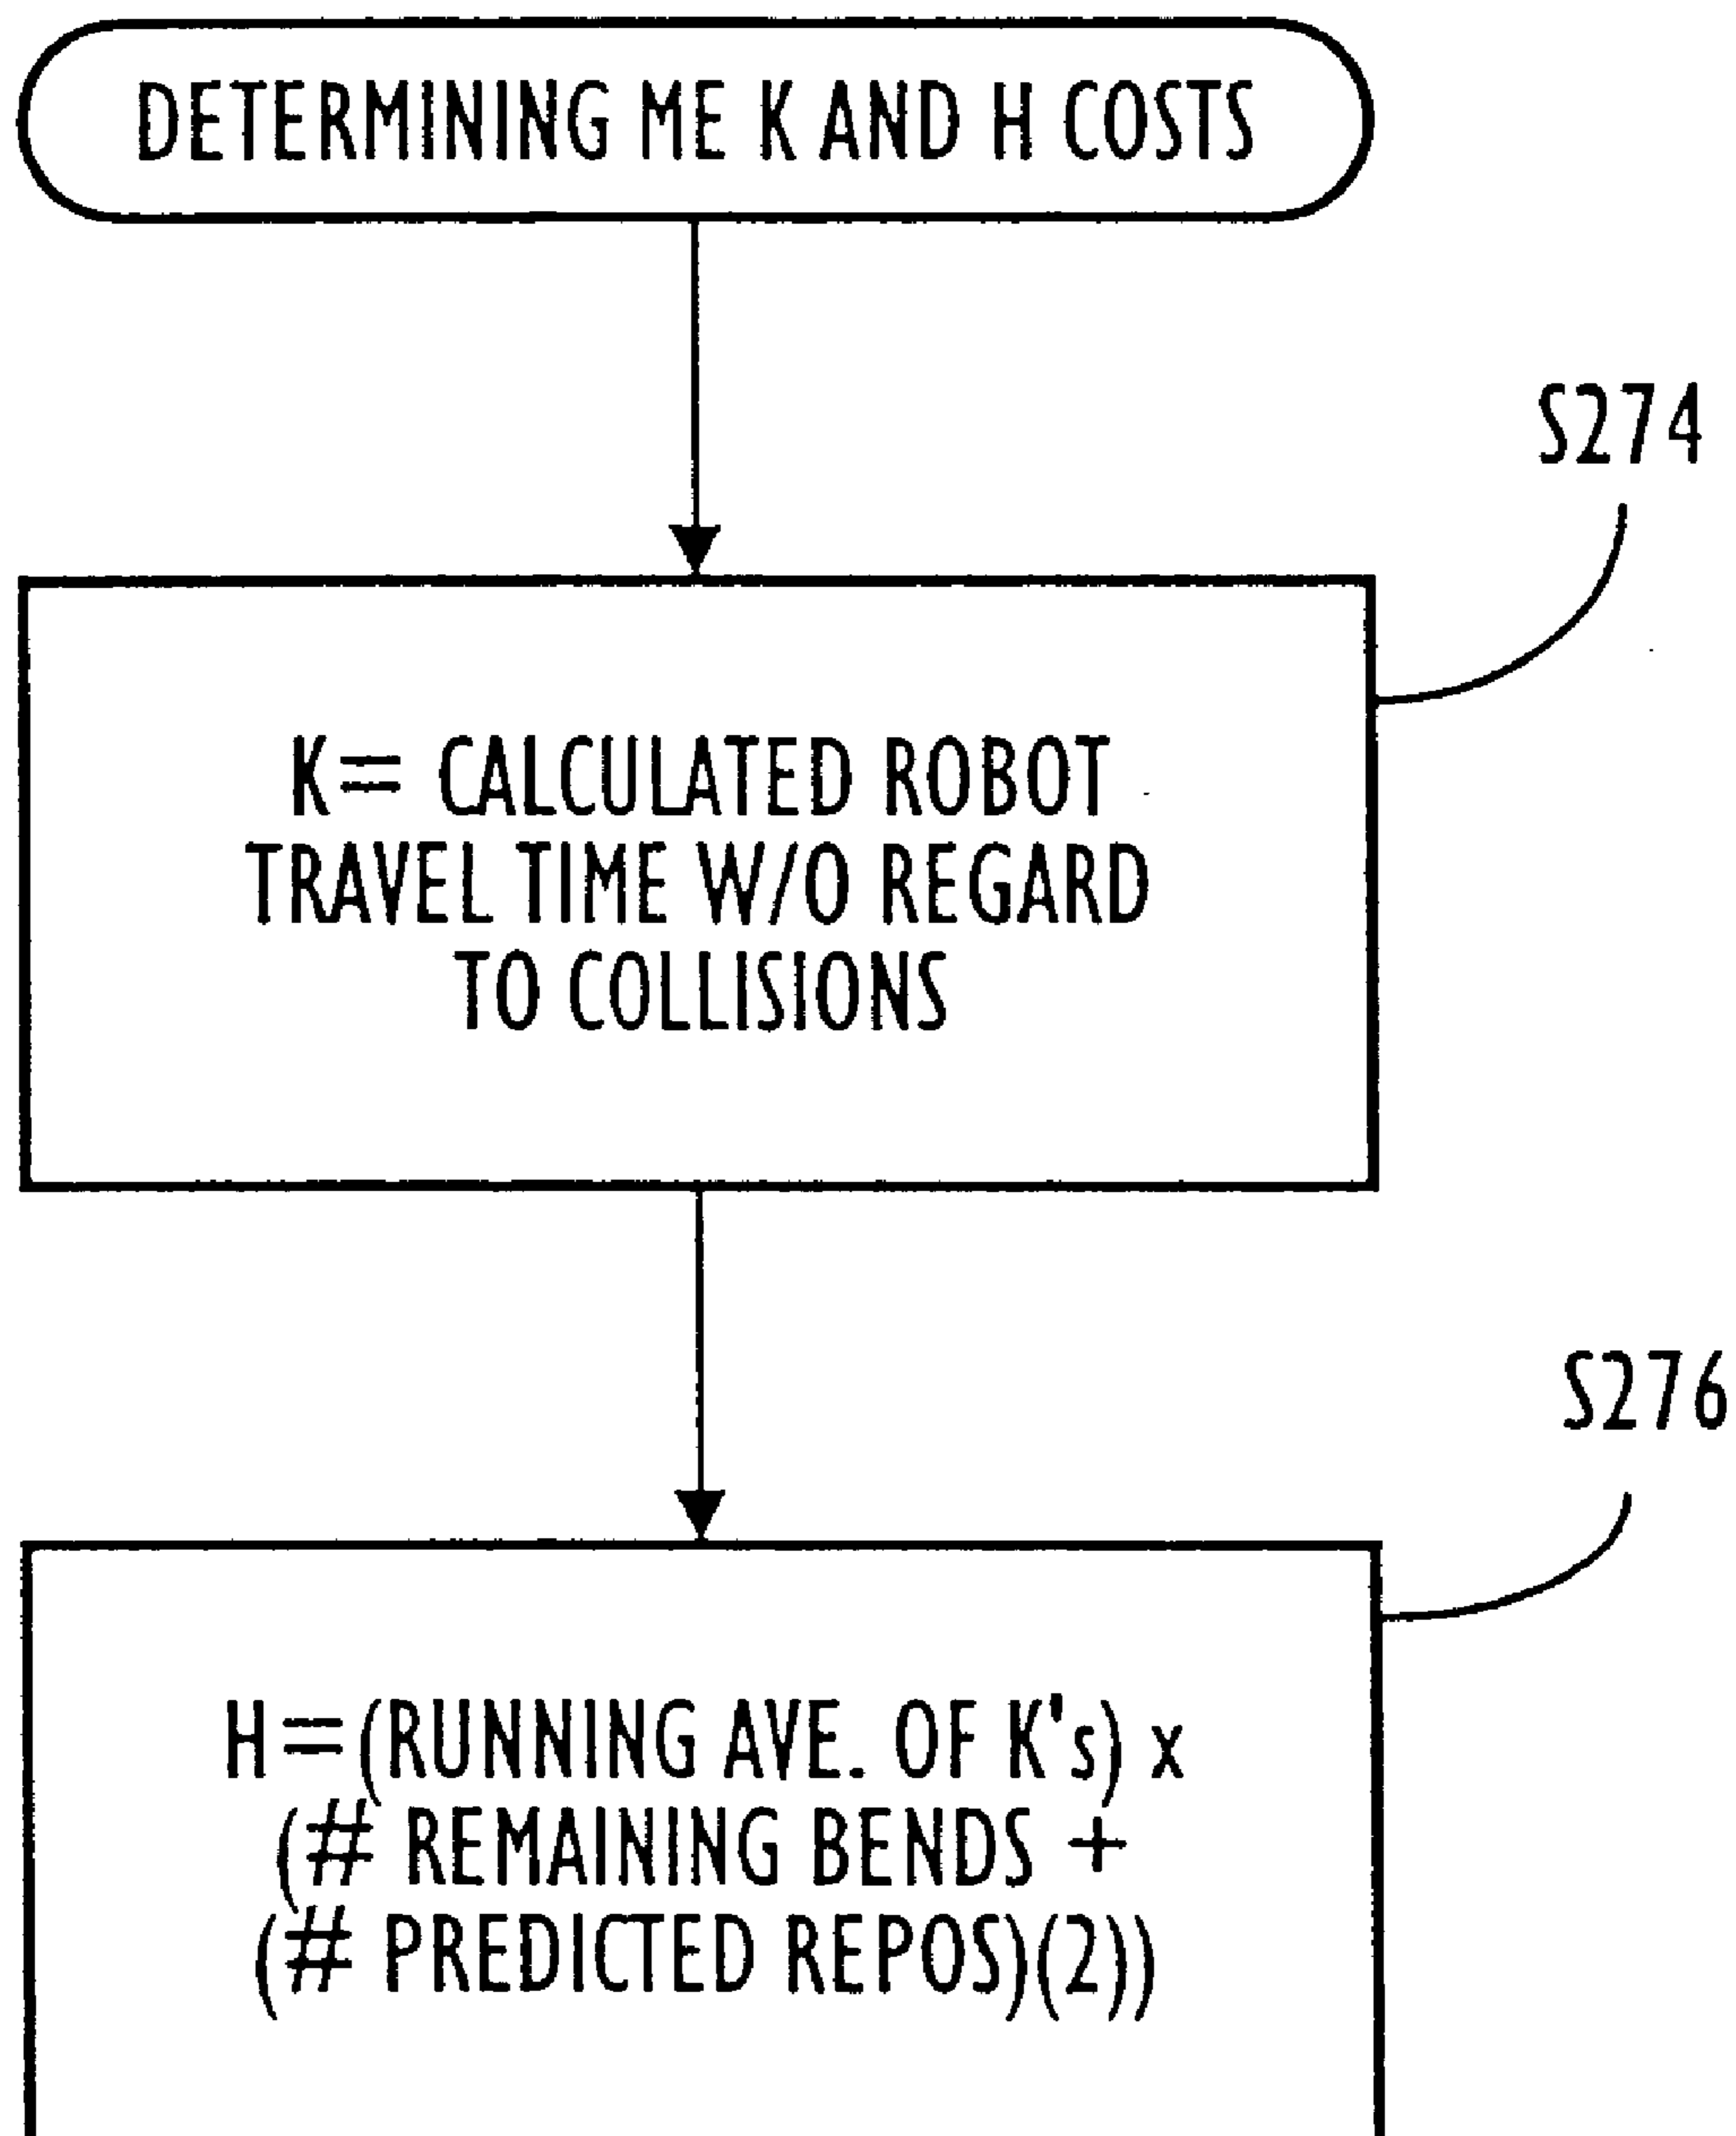 DETERMINING ME K AND H COSTS
S274
K= CALCULATED ROBOT
TRAVEL TIME W/O REGARD
TO COLLISIONS
S276
H=(RUNNING AVE. OF K's) x
(# REMAINING BENDS +
(# PREDICTED REPOS)(2))